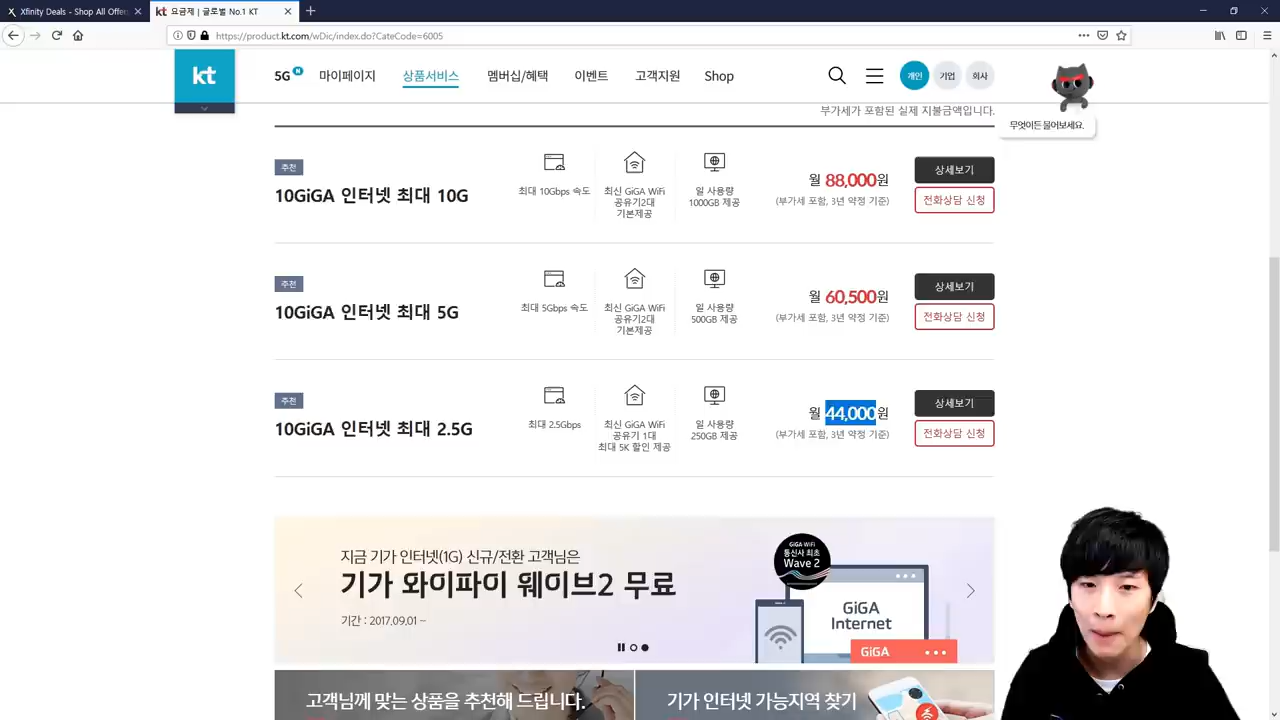 Xfinity Deals - Shop All Offer
kt 요금제 | 글로벌 No.1 KT
https://product.kt.com/wDic/index.do?CateCode=6005
kt
5G N
마이페이지
상품서비스
멤버십/혜택
이벤트
고객지원
Shop
개인
기업
회사
무엇이든 물어보세요.
부가세가 포함된 실제 지불금액입니다.
추천
10GiGA 인터넷 최대 10G
최대 10Gbps 속도
최신 GiGA WiFi
공유기2대
기본제공
일 사용량
1000GB 제공
월 88,000원
(부가세 포함, 3년 약정 기준)
상세보기
전화상담 신청
추천
10GiGA 인터넷 최대 5G
최대 5Gbps 속도
최신 GiGA WiFi
공유기2대
기본제공
일 사용량
500GB 제공
월 60,500원
(부가세 포함, 3년 약정 기준)
상세보기
전화상담 신청
추천
10GiGA 인터넷 최대 2.5G
최대 2.5Gbps
최신 GiGA WiFi
공유기 1대
최대 5K 할인 제공
일 사용량
250GB 제공
월 44,000원
(부가세 포함, 3년 약정 기준)
상세보기
전화상담 신청
지금 기가 인터넷(1G) 신규/전환 고객님은
기가 와이파이 웨이브2 무료
기간 : 2017.09.01 ~
GiGA WiFi
통신사 최초
Wave 2
GiGA
Internet
GiGA
고객님께 맞는 상품을 추천해 드립니다.
기가 인터넷 가능지역 찾기